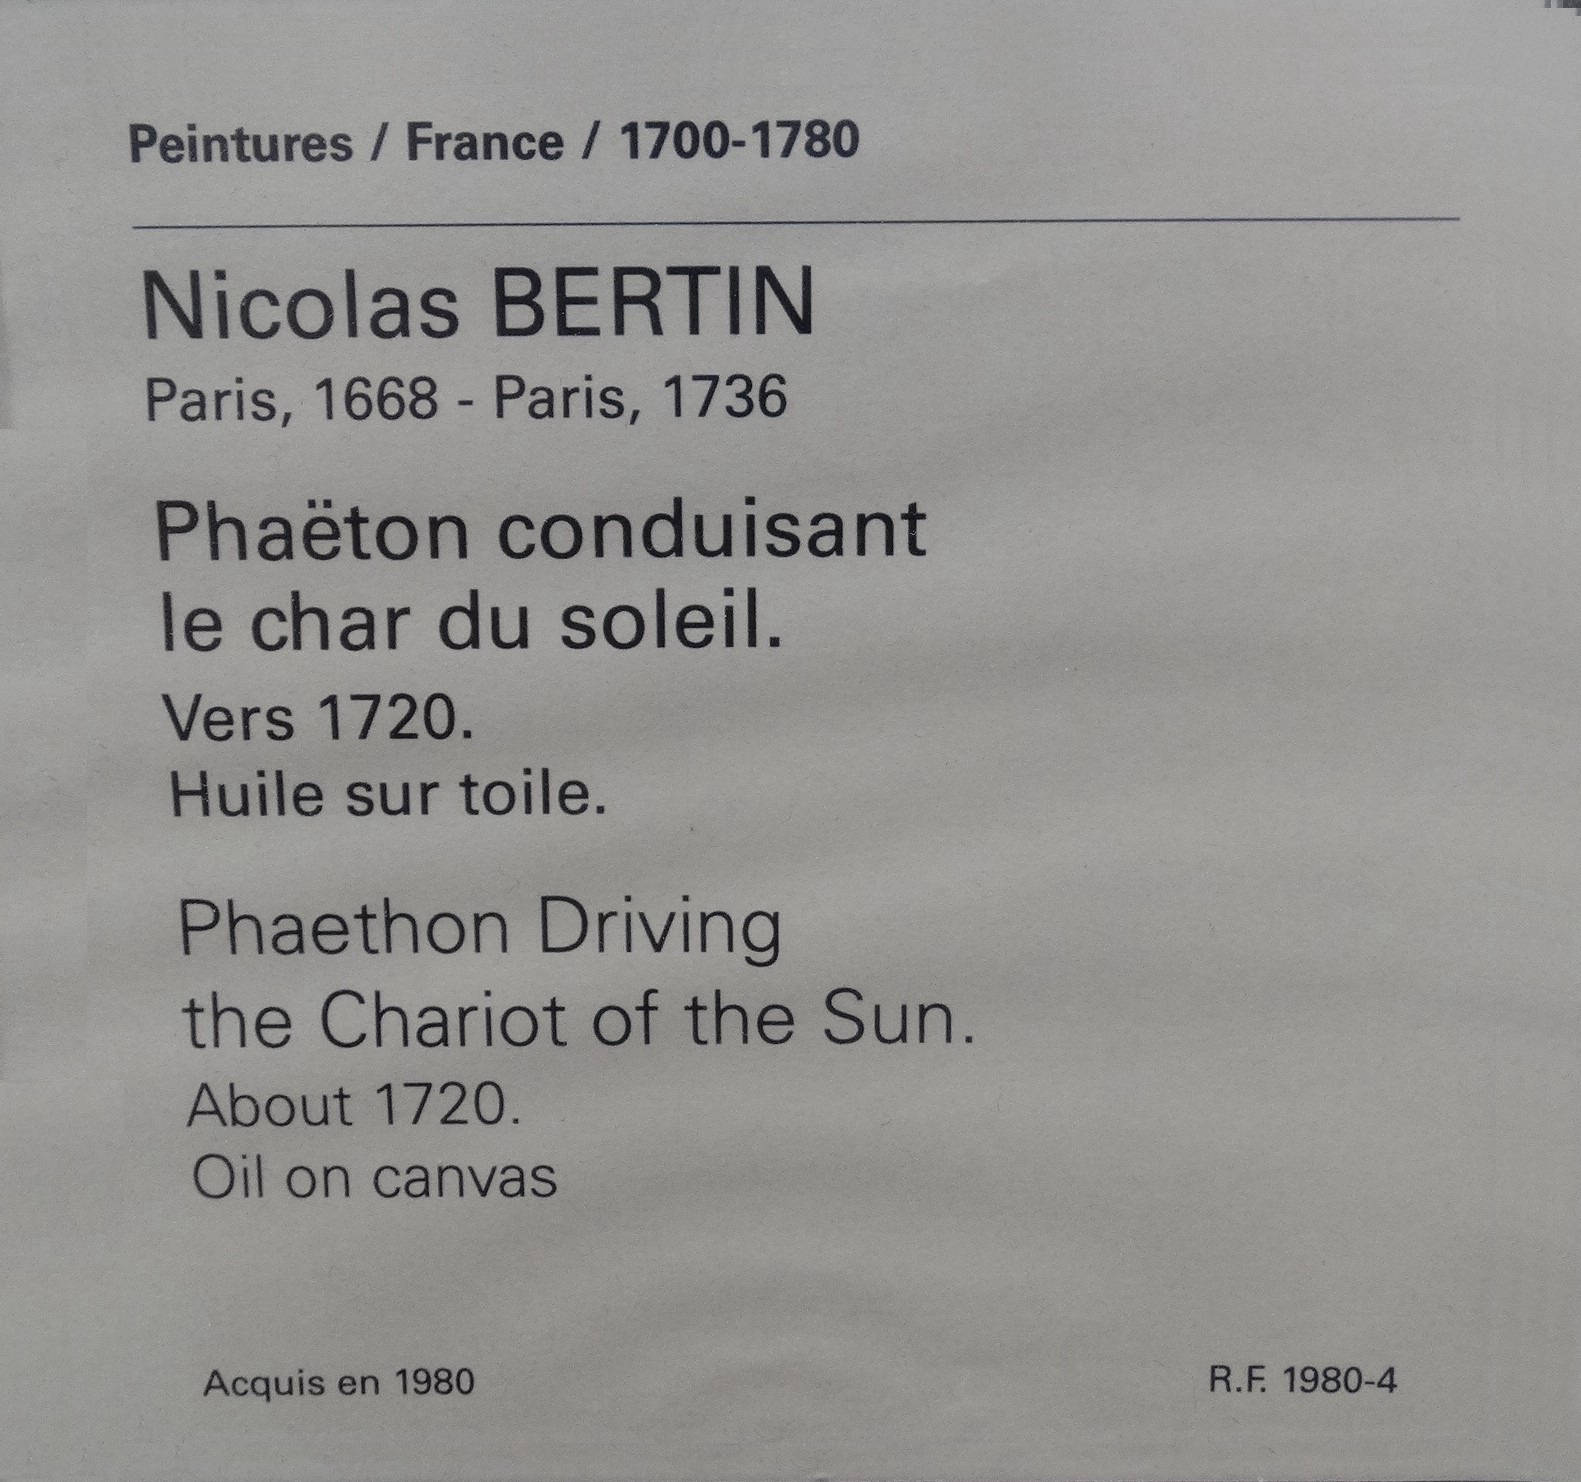 Peintures / France / 1700-1780
Nicolas BERTIN
Paris, 1668 - Paris, 1736
Phaëton conduisant
le char du soleil.
Vers 1720.
Huile sur toile.
Phaethon Driving
the Chariot of the Sun.
About 1720.
Oil on canvas
Acquis en 1980
R.F. 1980-4